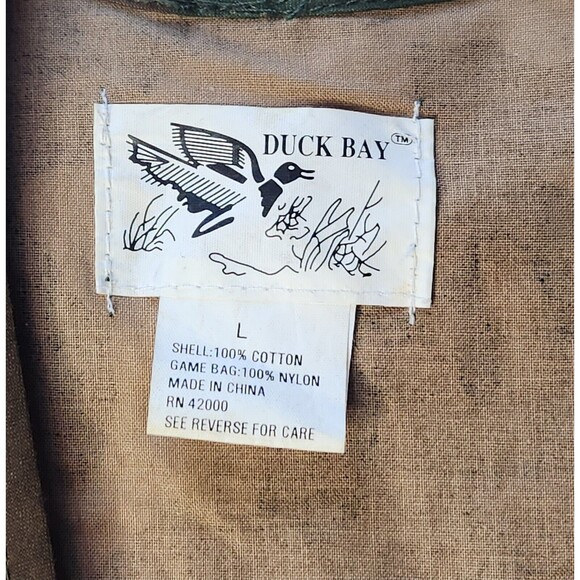 DUCK BAY™
L
SHELL:100% COTTON
GAME BAG:100% NYLON
MADE IN CHINA
RN 42000
SEE REVERSE FOR CARE